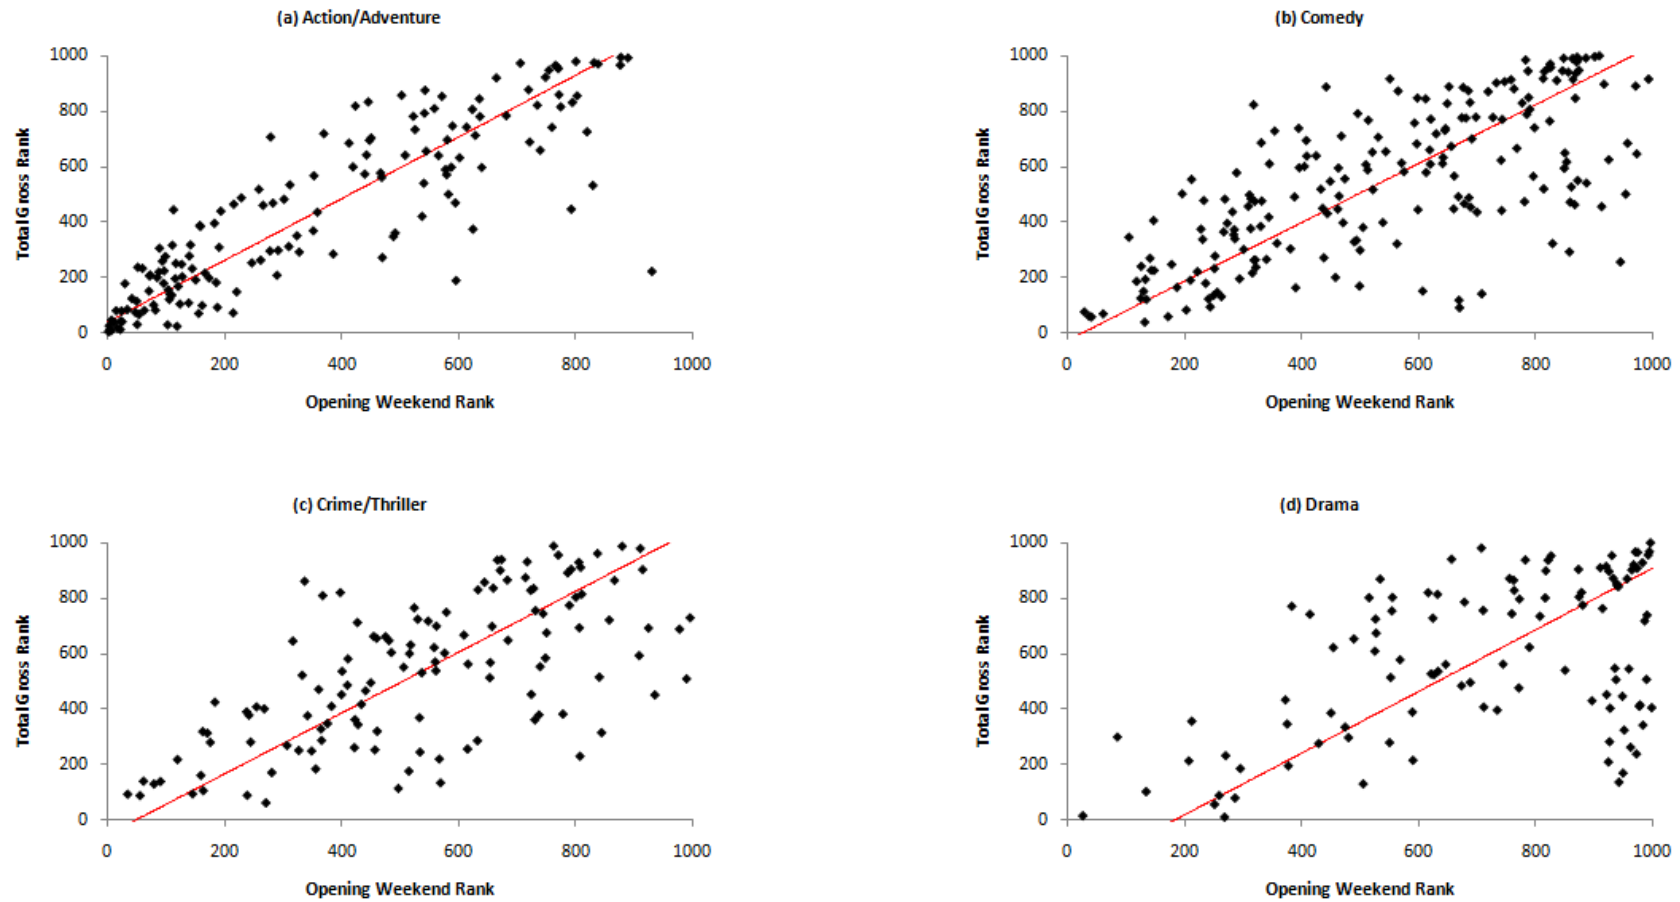 (a) Action/Adventure
Total Gross Rank
1000
800
600
400
200
0
0 200 400 600 800 1000
Opening Weekend Rank
(b) Comedy
Total Gross Rank
1000
800
600
400
200
0
0 200 400 600 800 1000
Opening Weekend Rank
(c) Crime/Thriller
Total Gross Rank
1000
800
600
400
200
0
0 200 400 600 800 1000
Opening Weekend Rank
(d) Drama
Total Gross Rank
1000
800
600
400
200
0
0 200 400 600 800 1000
Opening Weekend Rank